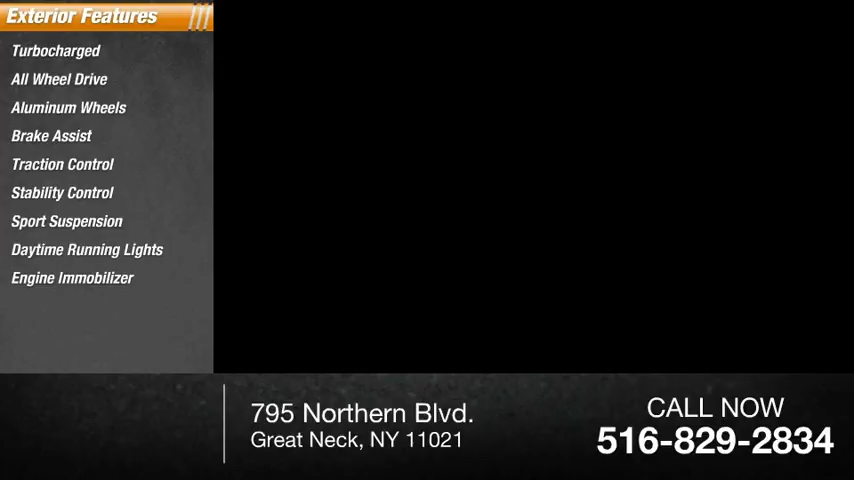 Exterior Features
Turbocharged
All Wheel Drive
Aluminum Wheels
Brake Assist
Traction Control
Stability Control
Sport Suspension
Daytime Running Lights
Engine Immobilizer
795 Northern Blvd.
Great Neck, NY 11021
CALL NOW
516-829-2834